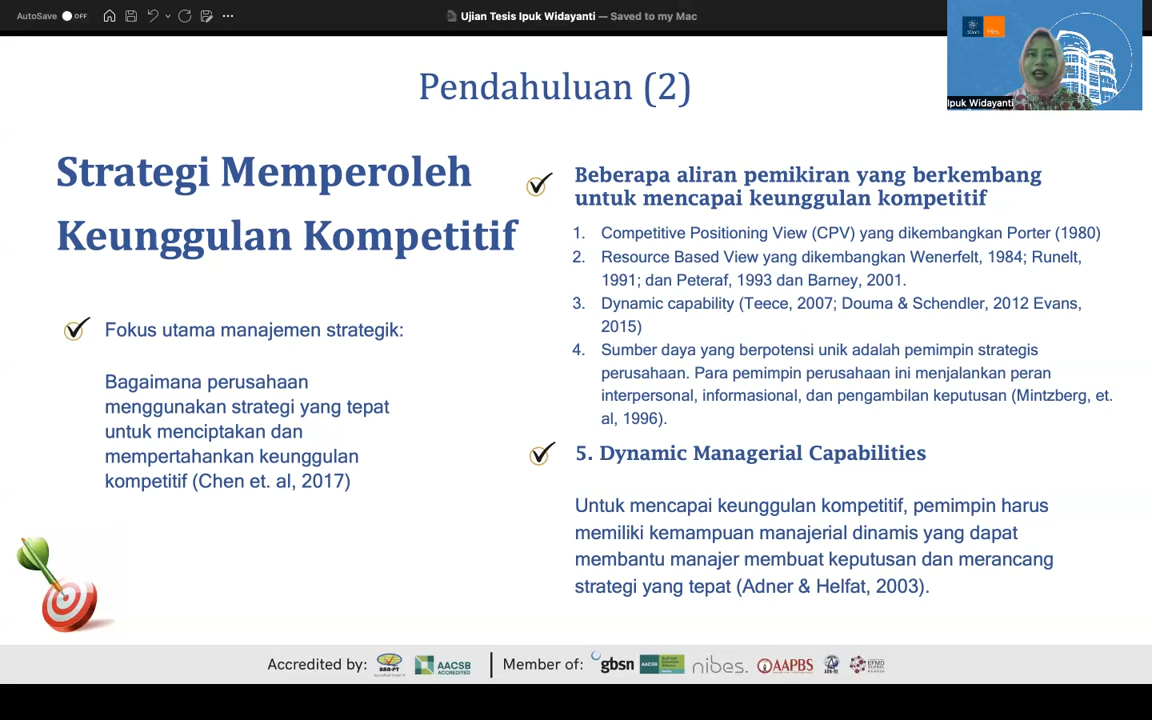 AutoSave OFF
Ujian Tesis Ipuk Widayanti — Saved to my Mac
Ipuk Widayanti
Pendahuluan (2)
Strategi Memperoleh
Keunggulan Kompetitif
Fokus utama manajemen strategik:
Bagaimana perusahaan
menggunakan strategi yang tepat
untuk menciptakan dan
mempertahankan keunggulan
kompetitif (Chen et. al, 2017)
Beberapa aliran pemikiran yang berkembang
untuk mencapai keunggulan kompetitif
1. Competitive Positioning View (CPV) yang dikembangkan Porter (1980)
2. Resource Based View yang dikembangkan Wenerfelt, 1984; Runelt,
1991; dan Peteraf, 1993 dan Barney, 2001.
3. Dynamic capability (Teece, 2007; Douma & Schendler, 2012 Evans,
2015)
4. Sumber daya yang berpotensi unik adalah pemimpin strategis
perusahaan. Para pemimpin perusahaan ini menjalankan peran
interpersonal, informasional, dan pengambilan keputusan (Mintzberg, et.
al, 1996).
5. Dynamic Managerial Capabilities
Untuk mencapai keunggulan kompetitif, pemimpin harus
memiliki kemampuan manajerial dinamis yang dapat
membantu manajer membuat keputusan dan merancang
strategi yang tepat (Adner & Helfat, 2003).
Accredited by: BAN-PT AACSB ACCREDITED Member of: gbsn AACSB nibes. AAPBS EFMD GLOBAL